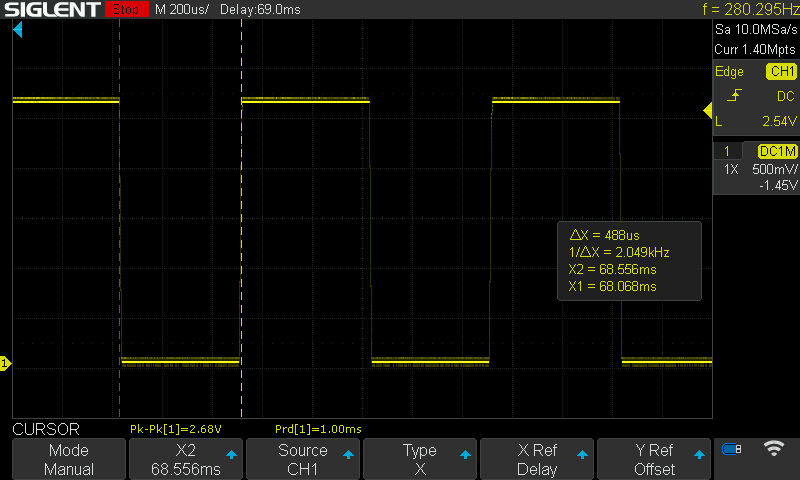 SIGLENT Stop M 200us/ Delay:69.0ms f = 280.295Hz
Sa 10.0MSa/s
Curr 1.40Mpts
Edge CH1
DC
L 2.54V
1 DC1M
1X 500mV/
-1.45V
ΔX = 488us
1/ΔX = 2.049kHz
X2 = 68.556ms
X1 = 68.068ms
1
CURSOR Pk-Pk[1]=2.68V Prd[1]=1.00ms
Mode X2 Source Type X Ref Y Ref
Manual 68.556ms CH1 X Delay Offset